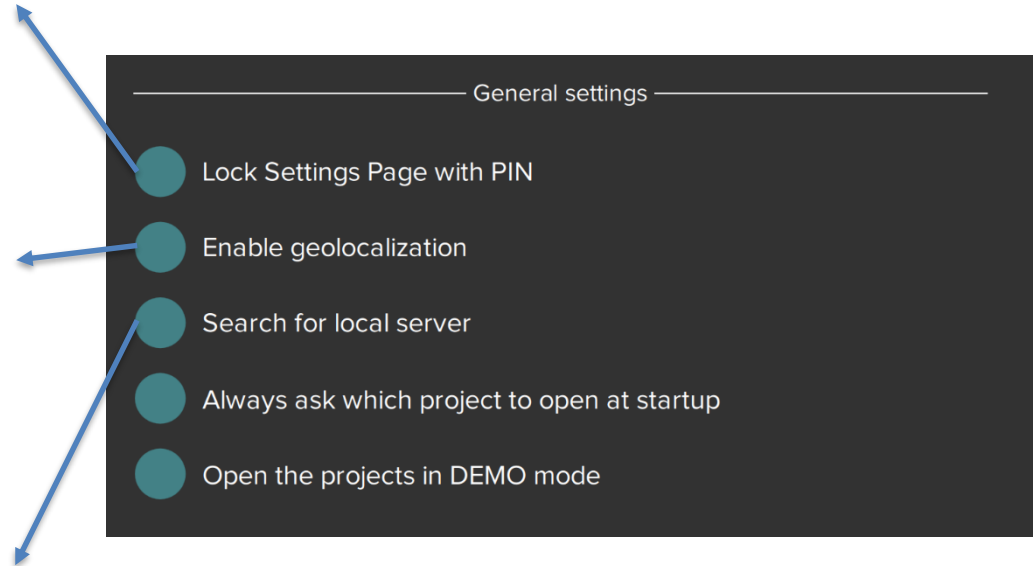 General settings
Lock Settings Page with PIN
Enable geolocalization
Search for local server
Always ask which project to open at startup
Open the projects in DEMO mode